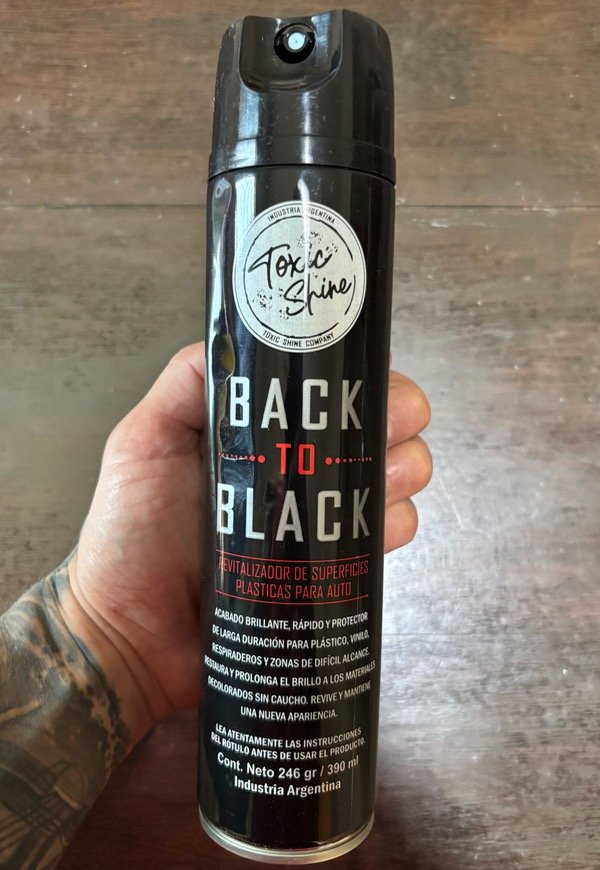 INDUSTRIA ARGENTINA
Toxic
Shine
TOXIC SHINE COMPANY
BACK
TO
BLACK
REVITALIZADOR DE SUPERFICIES
PLASTICAS PARA AUTO
ACABADO BRILLANTE, RÁPIDO Y PROTECTOR
DE LARGA DURACIÓN PARA PLÁSTICO, VINILO,
RESPIRADEROS Y ZONAS DE DIFÍCIL ALCANCE.
RESTAURA Y PROLONGA EL BRILLO A LOS MATERIALES
DECOLORADOS SIN CAUCHO. REVIVE Y MANTIENE
UNA NUEVA APARIENCIA.
LEA ATENTAMENTE LAS INSTRUCCIONES
DEL RÓTULO ANTES DE USAR EL PRODUCTO.
Cont. Neto 246 gr / 390 ml
Industria Argentina